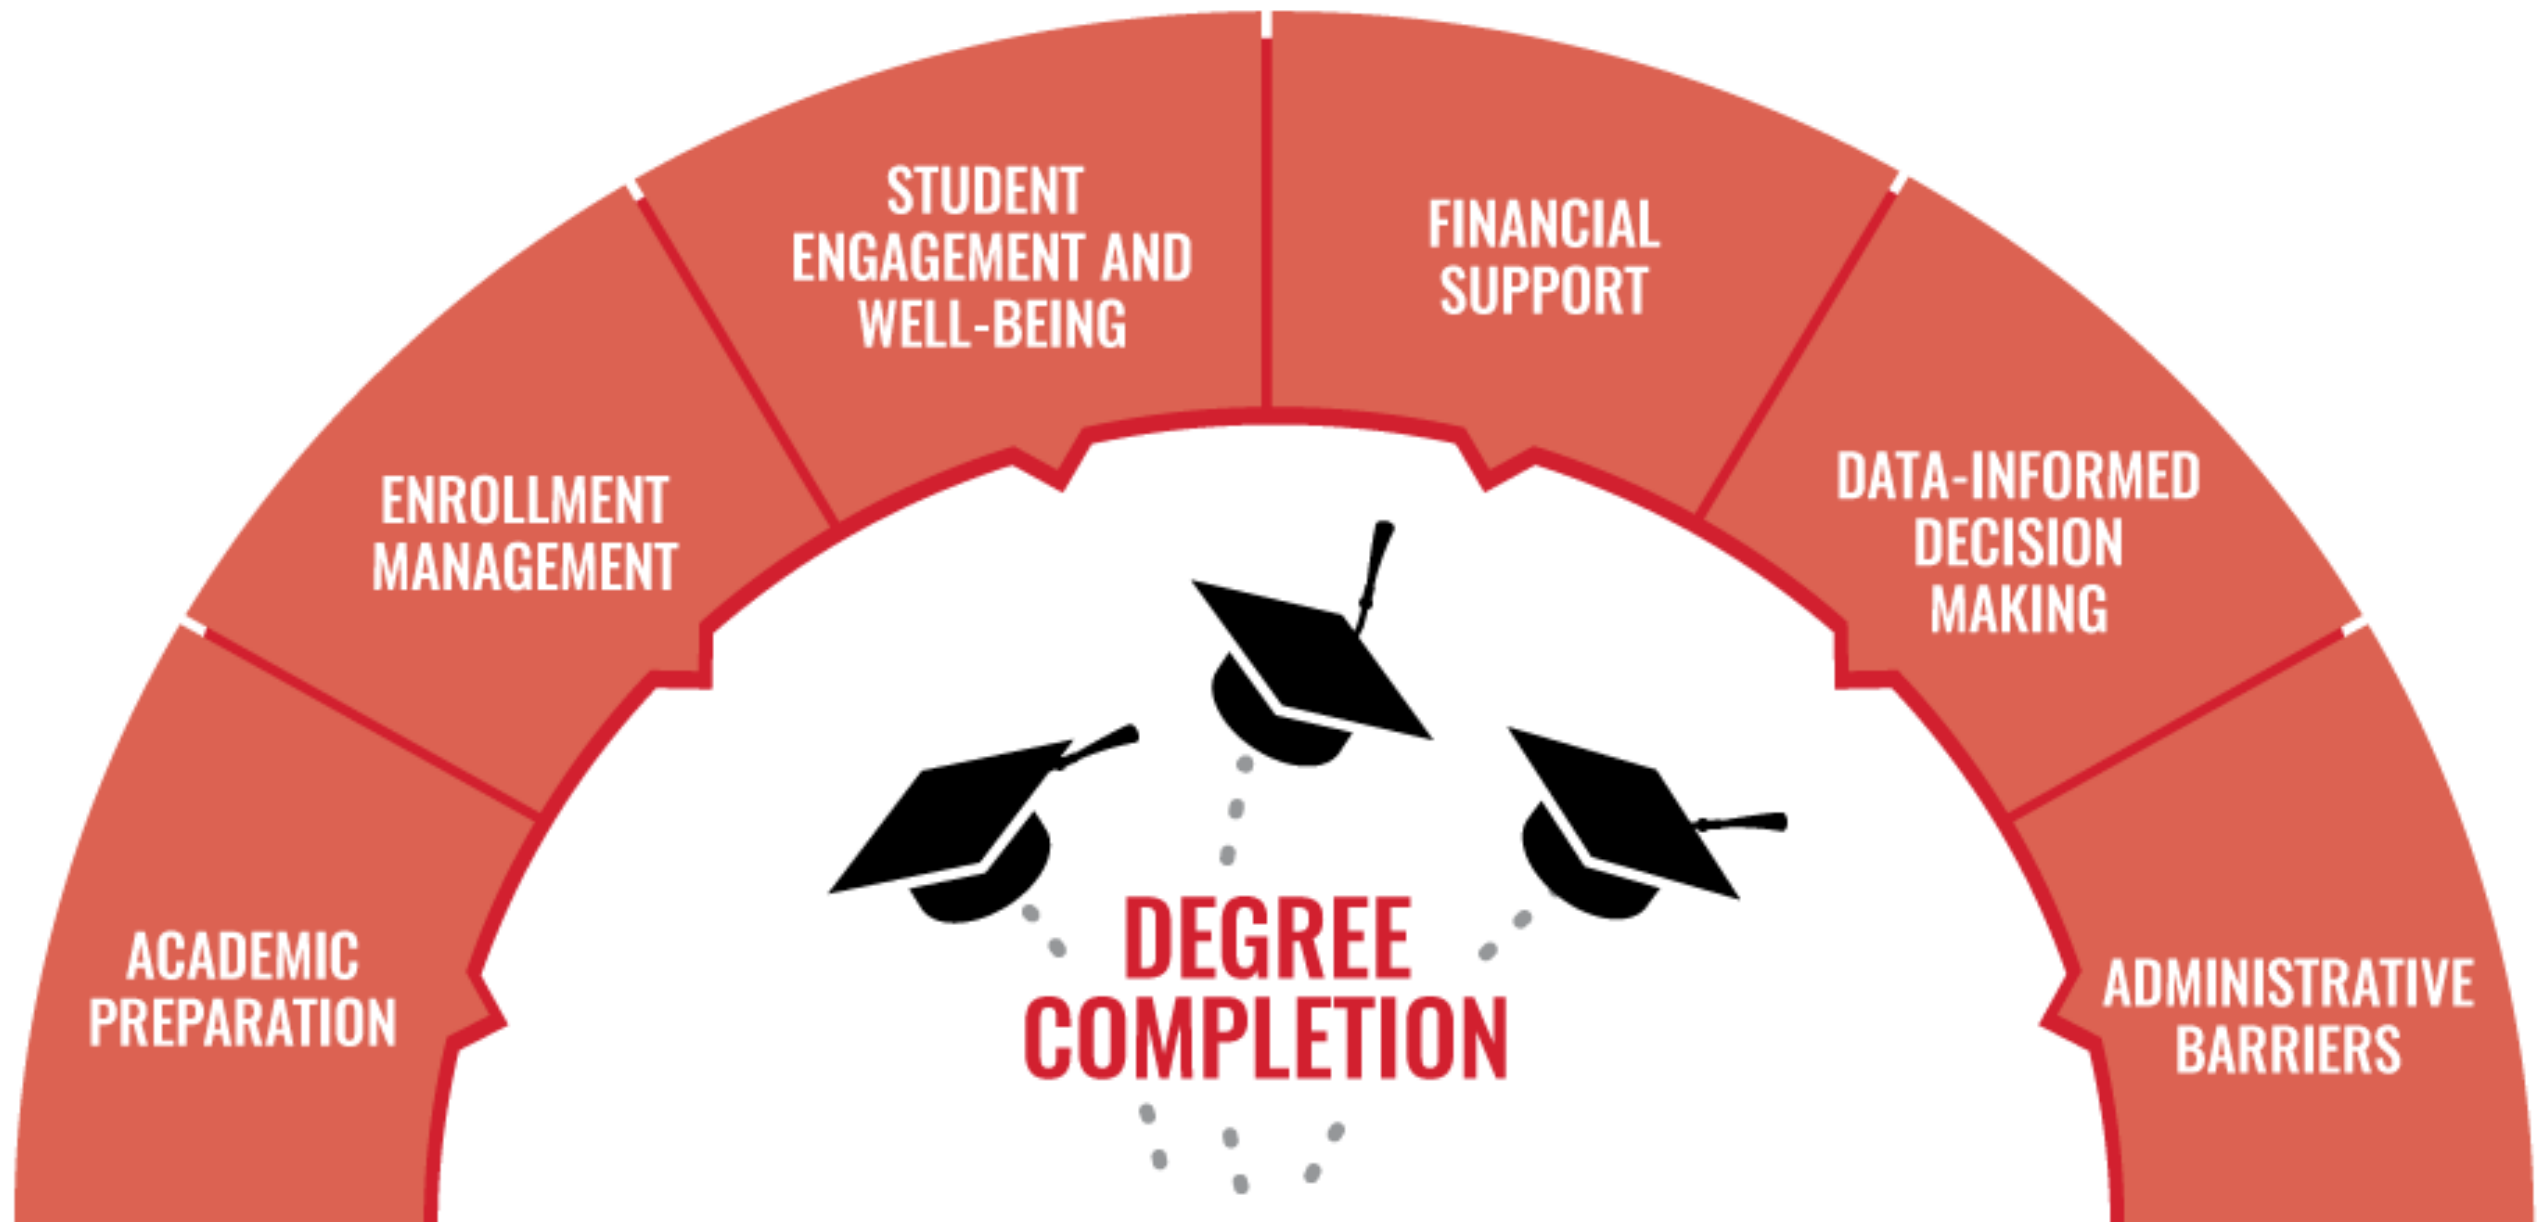 STUDENT
ENGAGEMENT AND
WELL-BEING
FINANCIAL
SUPPORT
ENROLLMENT
MANAGEMENT
DATA-INFORMED
DECISION
MAKING
ACADEMIC
PREPARATION
DEGREE
COMPLETION
ADMINISTRATIVE
BARRIERS